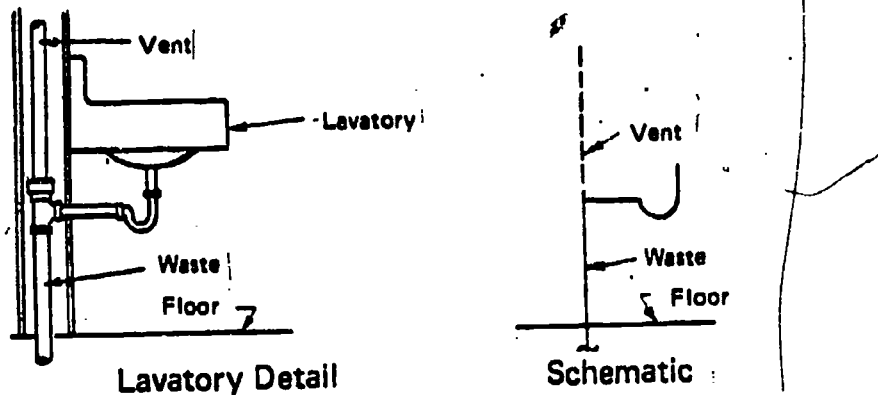 Vent
Lavatory
Waste
Floor
Lavatory Detail
Vent
Waste
Floor
Schematic